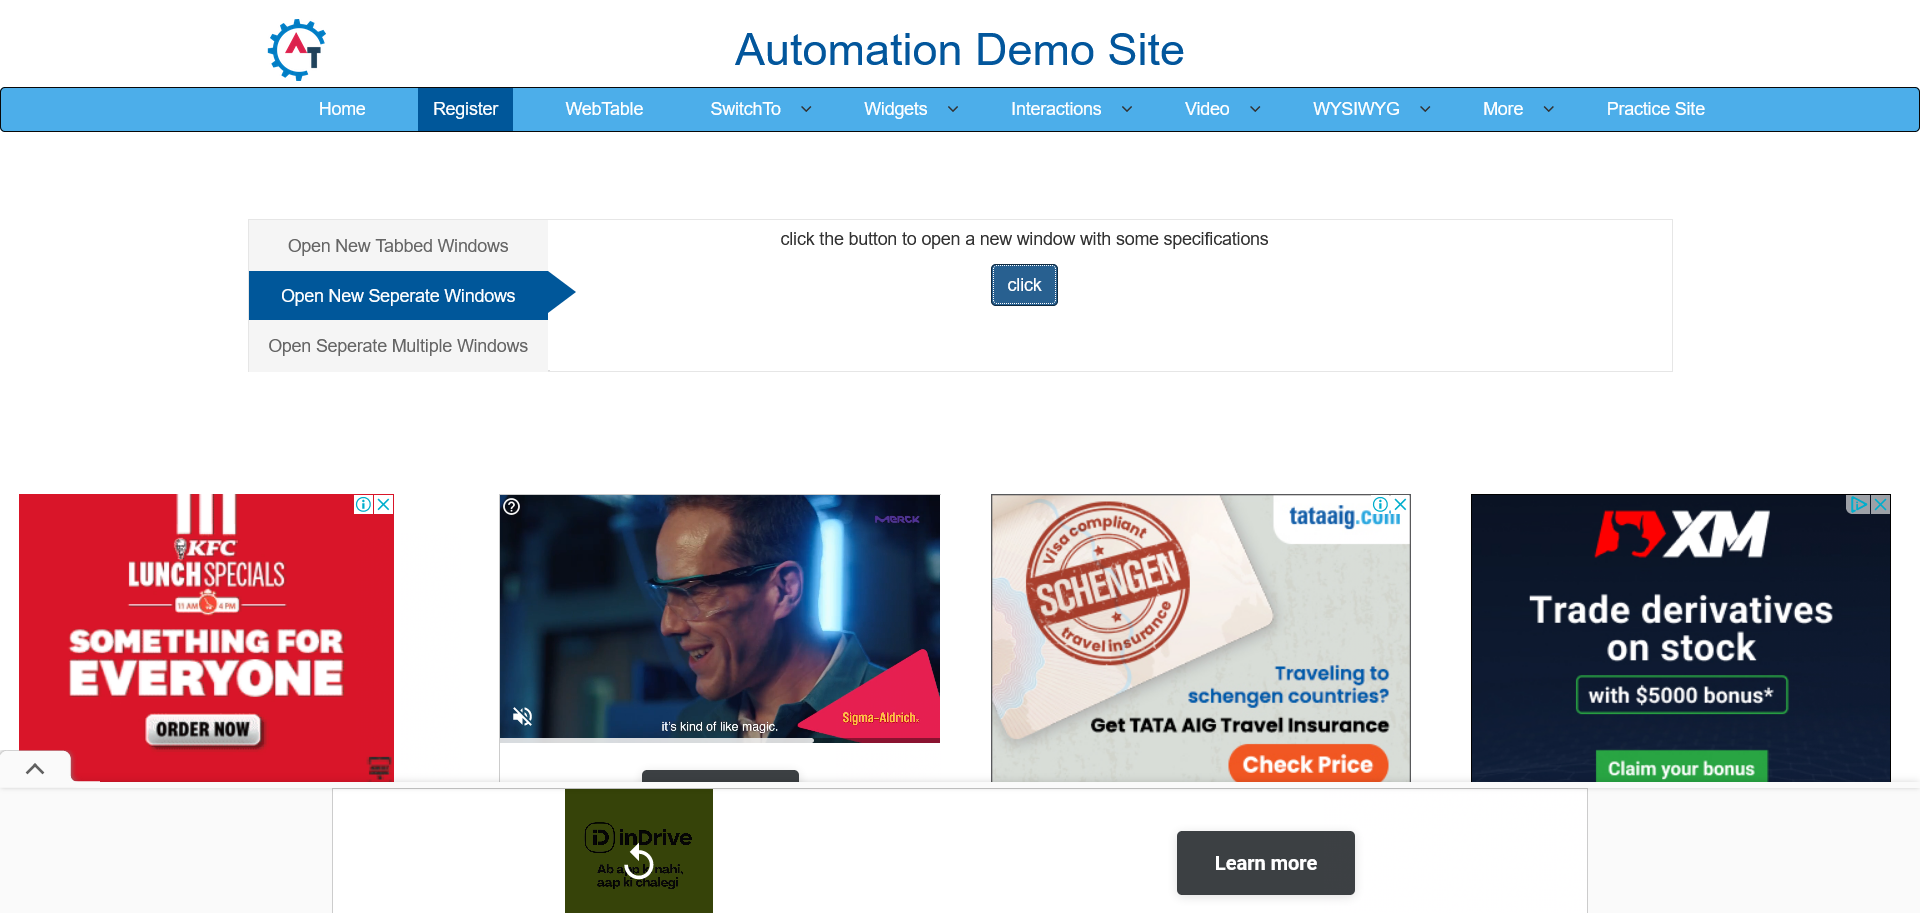 AT
Automation Demo Site
Home Register WebTable SwitchTo Widgets Interactions Video WYSIWYG More Practice Site
Open New Tabbed Windows
Open New Seperate Windows
Open Seperate Multiple Windows
click the button to open a new window with some specifications
click
KFC
LUNCH SPECIALS
11 AM 4 PM
SOMETHING FOR
EVERYONE
ORDER NOW
MERCK
it's kind of like magic.
Sigma-Aldrich.
tataaig.com
Visa compliant
SCHENGEN
travel insurance
Traveling to
schengen countries?
Get TATA AIG Travel Insurance
Check Price
XM
Trade derivatives
on stock
with $5000 bonus*
Claim your bonus
inDrive
Ab aap ki nahi,
aap ki chalegi
Learn more